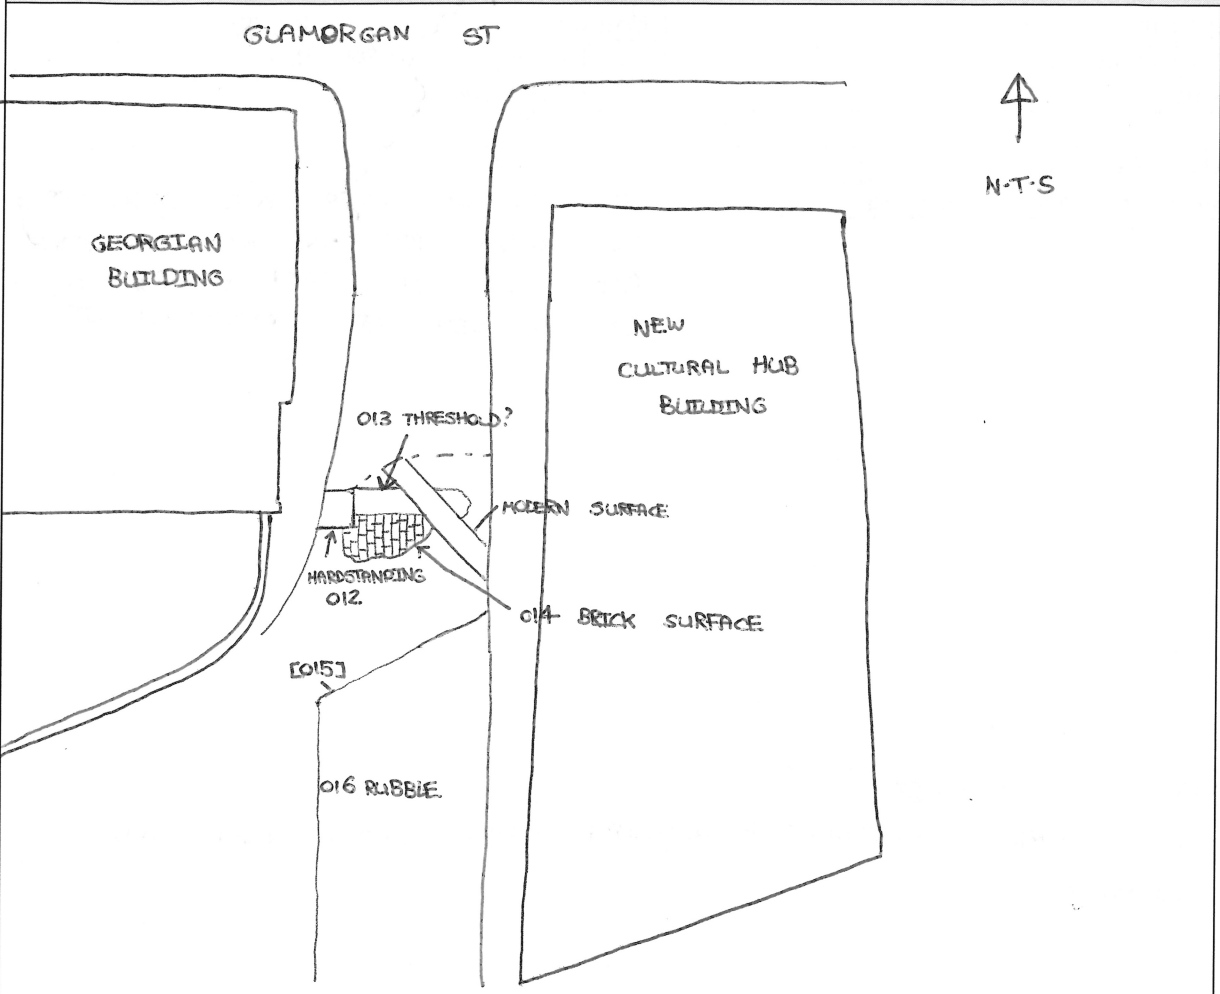 GLAMORGAN ST
N.T.S
GEORGIAN
BUILDING
NEW
CULTURAL HUB
BUILDING
013 THRESHOLD?
MODERN SURFACE
HARDSTANDING
012.
014 BRICK SURFACE
[015]
016 RUBBLE